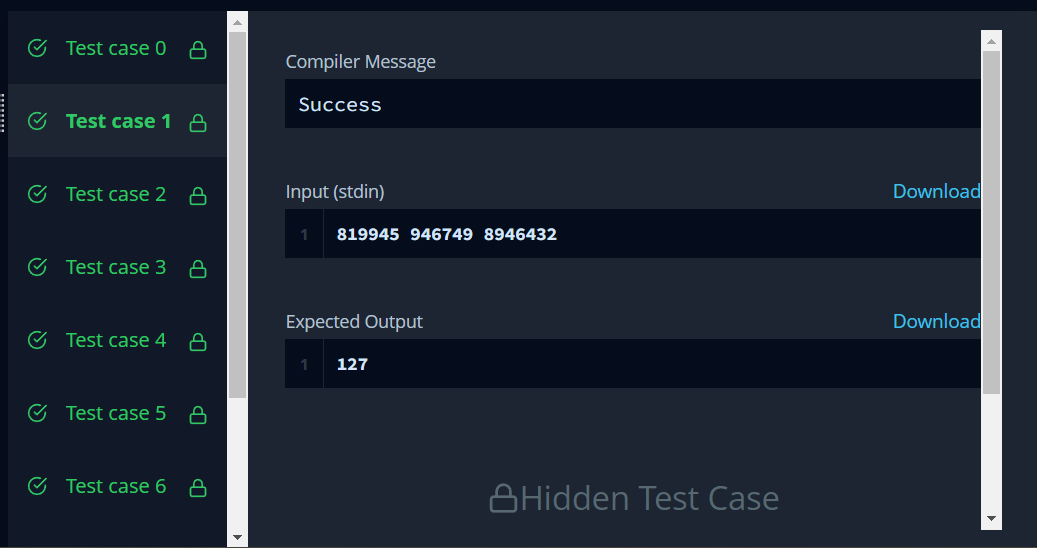 Test case 0
Test case 1
Test case 2
Test case 3
Test case 4
Test case 5
Test case 6
Compiler Message
Success
Input (stdin)
Download
1 819945 946749 8946432
Expected Output
Download
1 127
Hidden Test Case